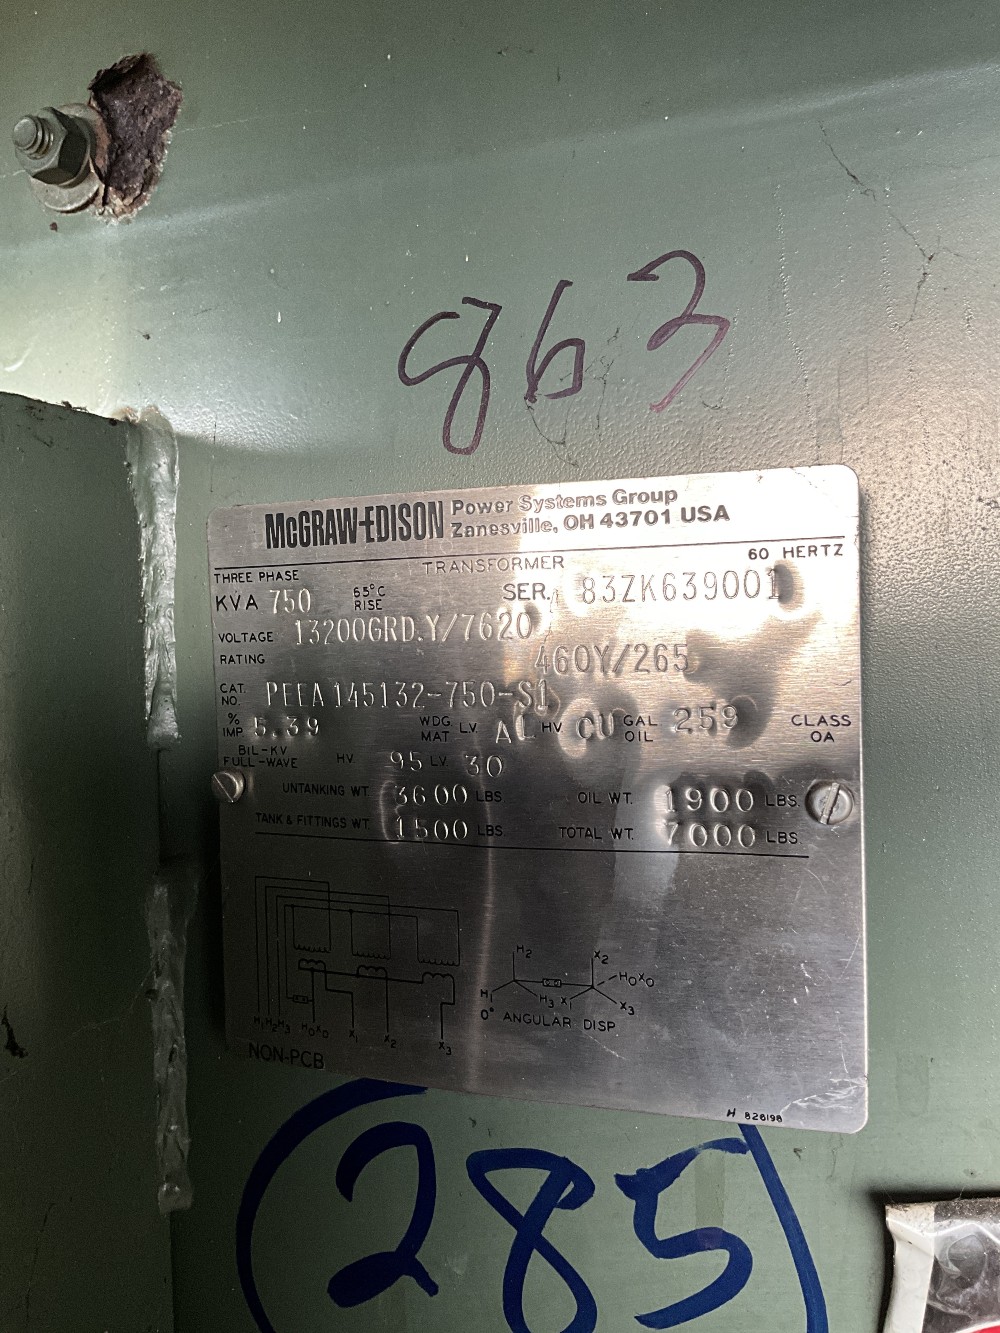 863
McGRAW-EDISON Power Systems Group
Zanesville, OH 43701 USA
TRANSFORMER 60 HERTZ
THREE PHASE
KVA 750 65°C RISE SER. 83ZK639001
VOLTAGE RATING 13200GRD.Y/7620
460Y/265
CAT. NO. PEEA145132-750-S1
% IMP 5.39 WDG MAT LV. AL HV CU GAL OIL 259 CLASS OA
BIL-KV FULL-WAVE HV 95 LV 30
UNTANKING WT. 3600 LBS. OIL WT. 1900 LBS.
TANK & FITTINGS WT. 1500 LBS. TOTAL WT. 7000 LBS.
H1 H2 H3 H0X0 X1 X2 X3
H2 X2
H0X0
H1 H3 X1 X3
0° ANGULAR DISP
NON-PCB
H 826198
285